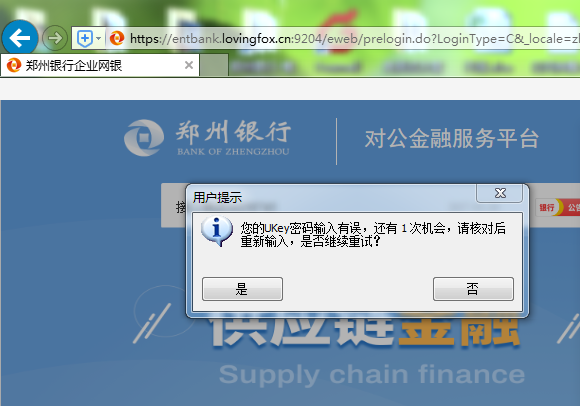 https://entbank.lovingfox.cn:9204/eweb/prelogin.do?LoginType=C&_locale=zh
郑州银行企业网银
郑州银行
BANK OF ZHENGZHOU
对公金融服务平台
用户提示
您的UKey密码输入有误，还有 1 次机会，请核对后
重新输入，是否继续重试？
是
否
银行
供应链金融
Supply chain finance